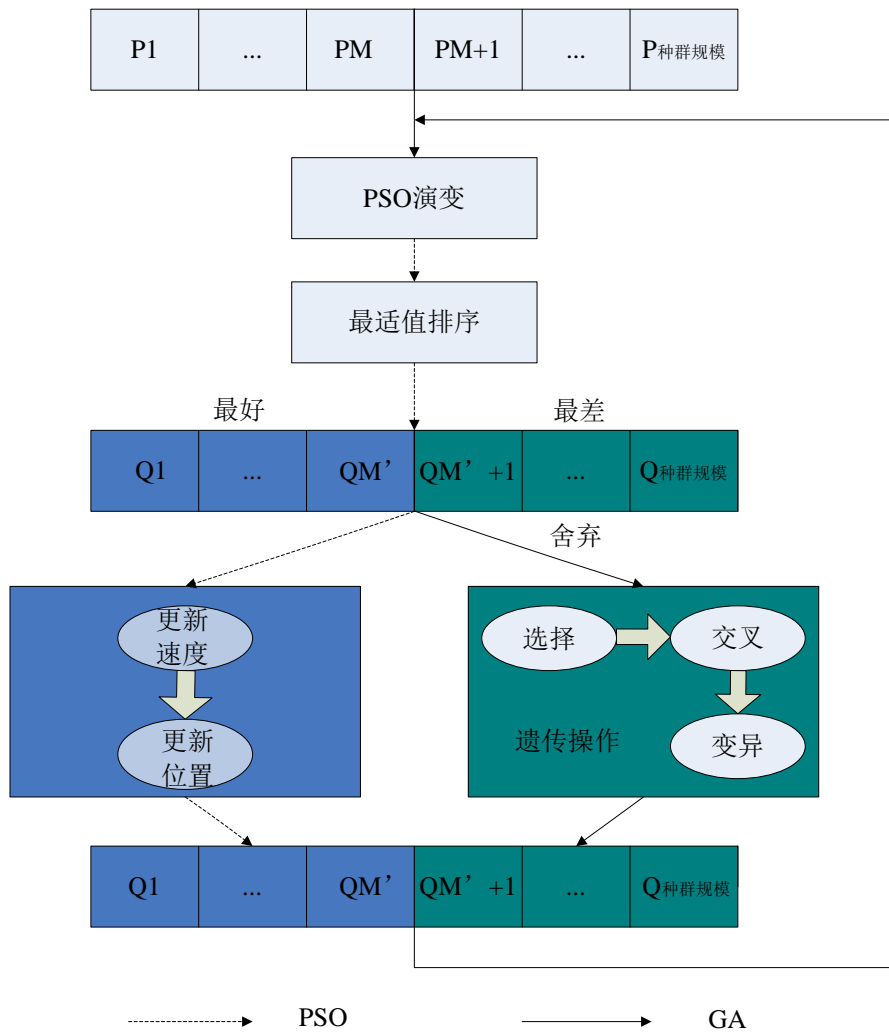 P1 ... PM PM+1 ... P种群规模
PSO演变
最适值排序
最好 最差
Q1 ... QM’ QM’+1 ... Q种群规模
舍弃
更新
速度
选择 交叉
更新
位置
遗传操作 变异
Q1 ... QM’ QM’+1 ... Q种群规模
PSO GA